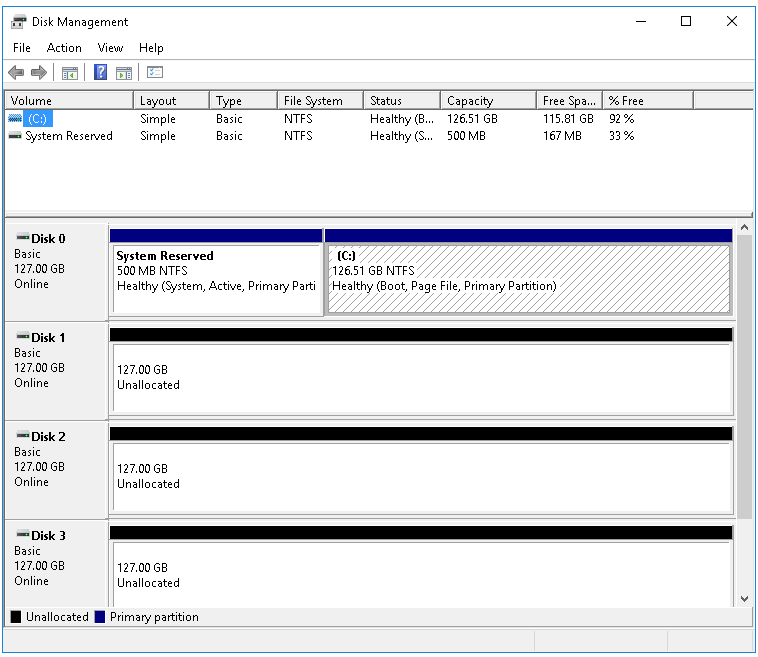 Disk Management
File Action View Help
Volume Layout Type File System Status Capacity Free Spa... % Free
(C:) Simple Basic NTFS Healthy (B... 126.51 GB 115.81 GB 92 %
System Reserved Simple Basic NTFS Healthy (S... 500 MB 167 MB 33 %
Disk 0
Basic
127.00 GB
Online
System Reserved
500 MB NTFS
Healthy (System, Active, Primary Parti
(C:)
126.51 GB NTFS
Healthy (Boot, Page File, Primary Partition)
Disk 1
Basic
127.00 GB
Online
127.00 GB
Unallocated
Disk 2
Basic
127.00 GB
Online
127.00 GB
Unallocated
Disk 3
Basic
127.00 GB
Online
127.00 GB
Unallocated
Unallocated Primary partition